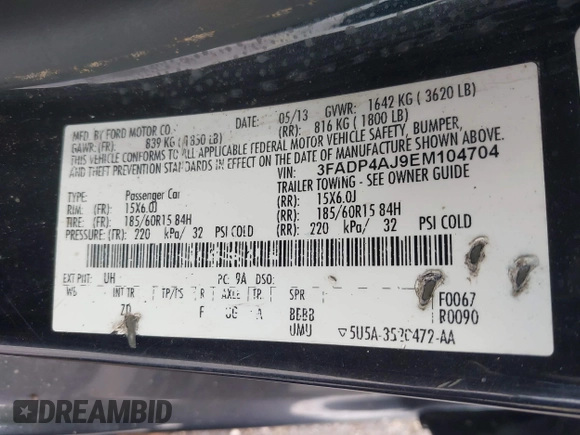 MFD. BY FORD MOTOR CO.
DATE: 05/13 GVWR: 1642 KG ( 3620 LB)
GAWR: (FR): 839 KG ( 1850 LB) (RR): 816 KG ( 1800 LB)
THIS VEHICLE CONFORMS TO ALL APPLICABLE FEDERAL MOTOR VEHICLE SAFETY, BUMPER,
AND THEFT PREVENTION STANDARDS IN EFFECT ON THE DATE OF MANUFACTURE SHOWN ABOVE.
VIN: 3FADP4AJ9EM104704
TYPE: Passenger Car TRAILER TOWING - SEE OWNER GUIDE
RIM: (FR): 15X6.0J (RR): 15X6.0J
TIRE: (FR): 185/60R15 84H (RR): 185/60R15 84H
PRESSURE: (FR): 220 kPa/ 32 PSI COLD (RR): 220 kPa/ 32 PSI COLD
EXT PNT: UH PC: 9A DSO: F0067
WB INT TR TP/PS R AXLE TR SPR R0090
F A BEBB
UMU
DREAMBID